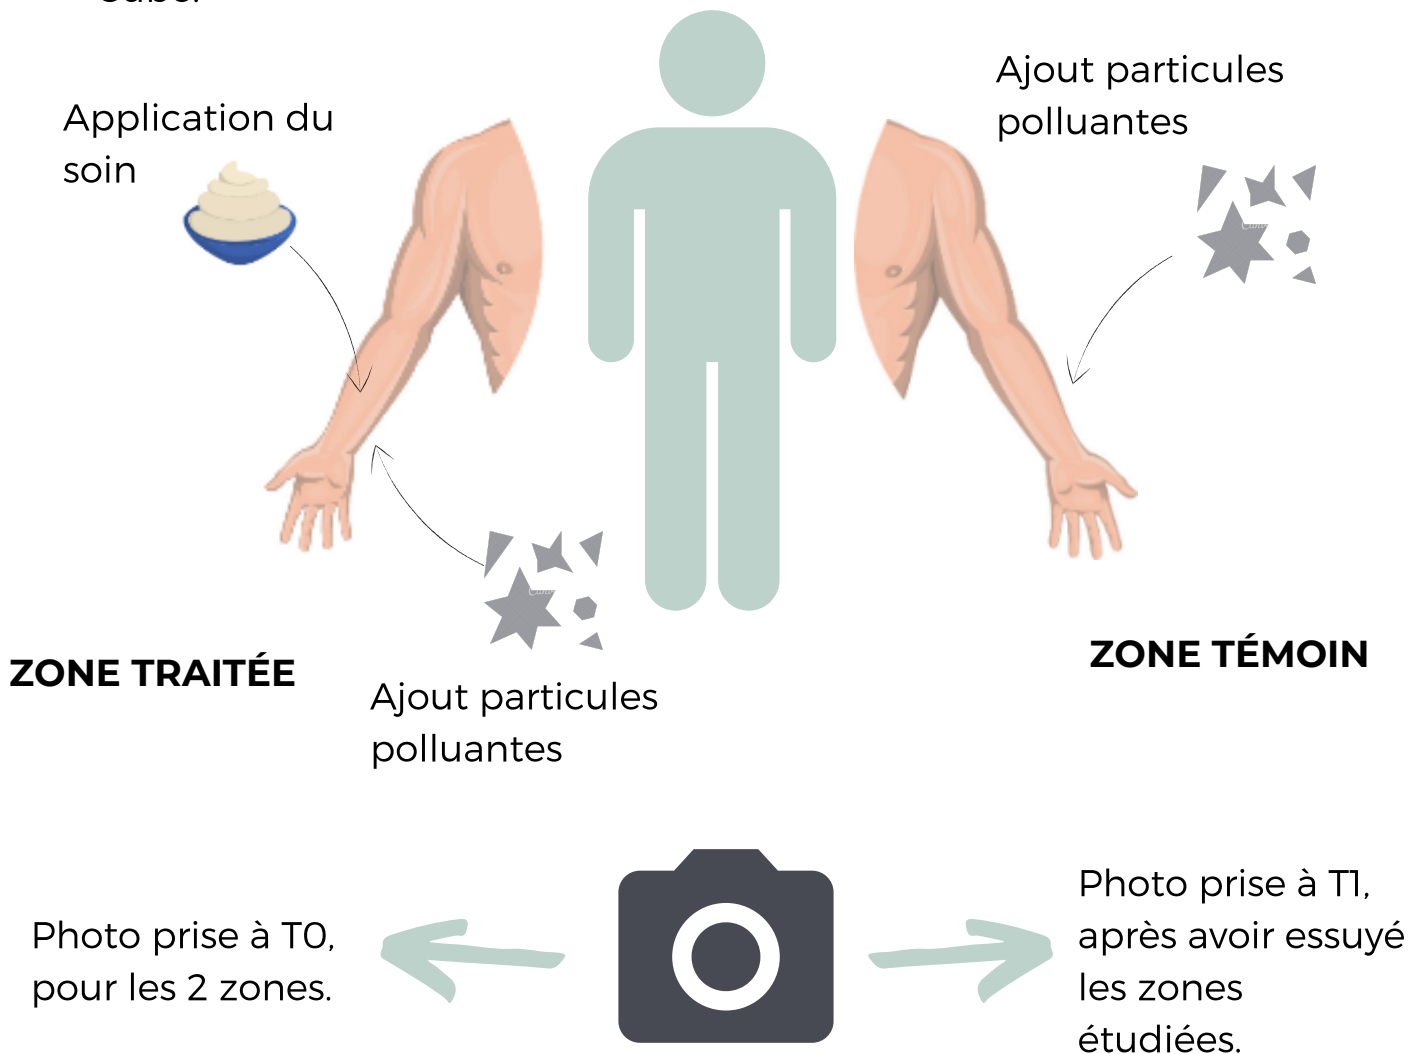 Application du
soin
Ajout particules
polluantes
ZONE TRAITÉE
Ajout particules
polluantes
ZONE TÉMOIN
Photo prise à T0,
pour les 2 zones.
Photo prise à T1,
après avoir essuyé
les zones
étudiées.